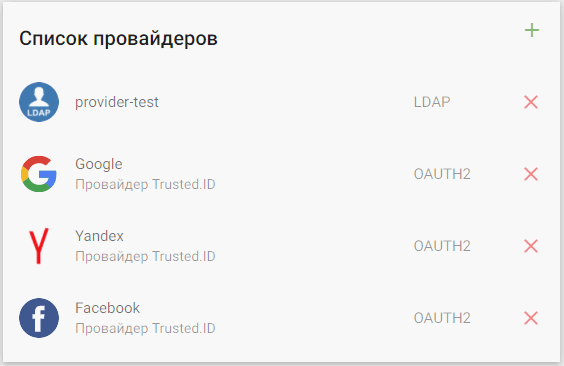 Список провайдеров
LDAP
provider-test
LDAP
Google
Провайдер Trusted.ID
OAUTH2
Yandex
Провайдер Trusted.ID
OAUTH2
Facebook
Провайдер Trusted.ID
OAUTH2